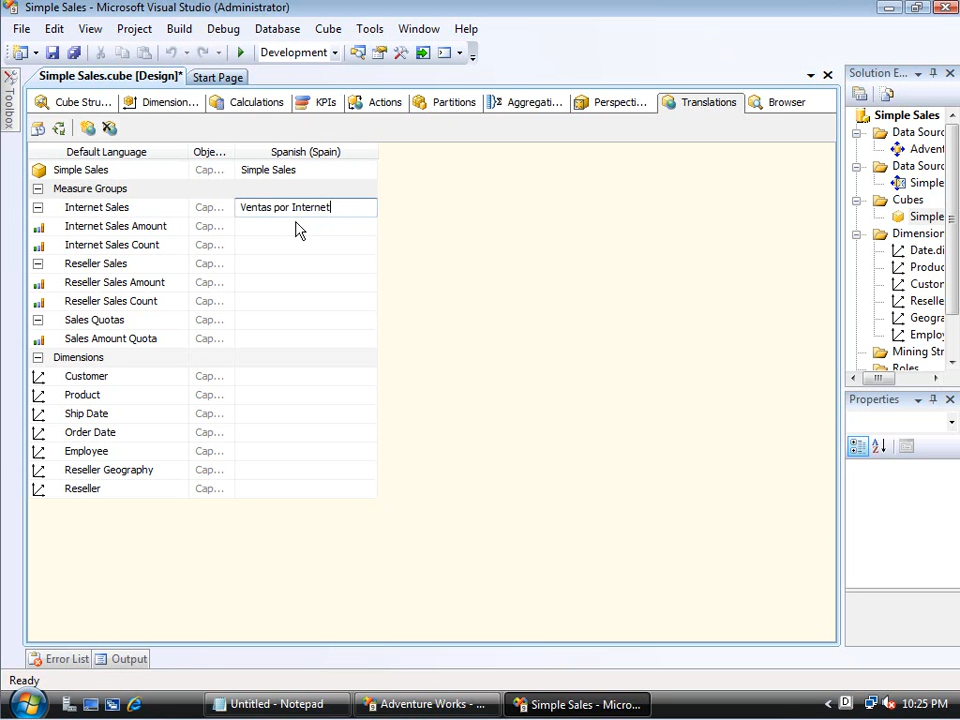 Simple Sales - Microsoft Visual Studio (Administrator)
File Edit View Project Build Debug Database Cube Tools Window Help
Development
Simple Sales.cube [Design]* Start Page
Cube Stru... Dimension... Calculations KPIs Actions Partitions Aggregati... Perspecti... Translations Browser
Toolbox
Default Language Obje... Spanish (Spain)
Simple Sales Cap... Simple Sales
Measure Groups
Internet Sales Cap... Ventas por Internet
Internet Sales Amount Cap...
Internet Sales Count Cap...
Reseller Sales Cap...
Reseller Sales Amount Cap...
Reseller Sales Count Cap...
Sales Quotas Cap...
Sales Amount Quota Cap...
Dimensions
Customer Cap...
Product Cap...
Ship Date Cap...
Order Date Cap...
Employee Cap...
Reseller Geography Cap...
Reseller Cap...
Solution E...
Simple Sales
Data Sourc
Advent
Data Sourc
Simple
Cubes
Simple
Dimension
Date.di
Produc
Custor
Reselle
Geogra
Emplo
Mining Str
Roles
Properties
Error List Output
Ready
Untitled - Notepad Adventure Works - ... Simple Sales - Micro... D 10:25 PM